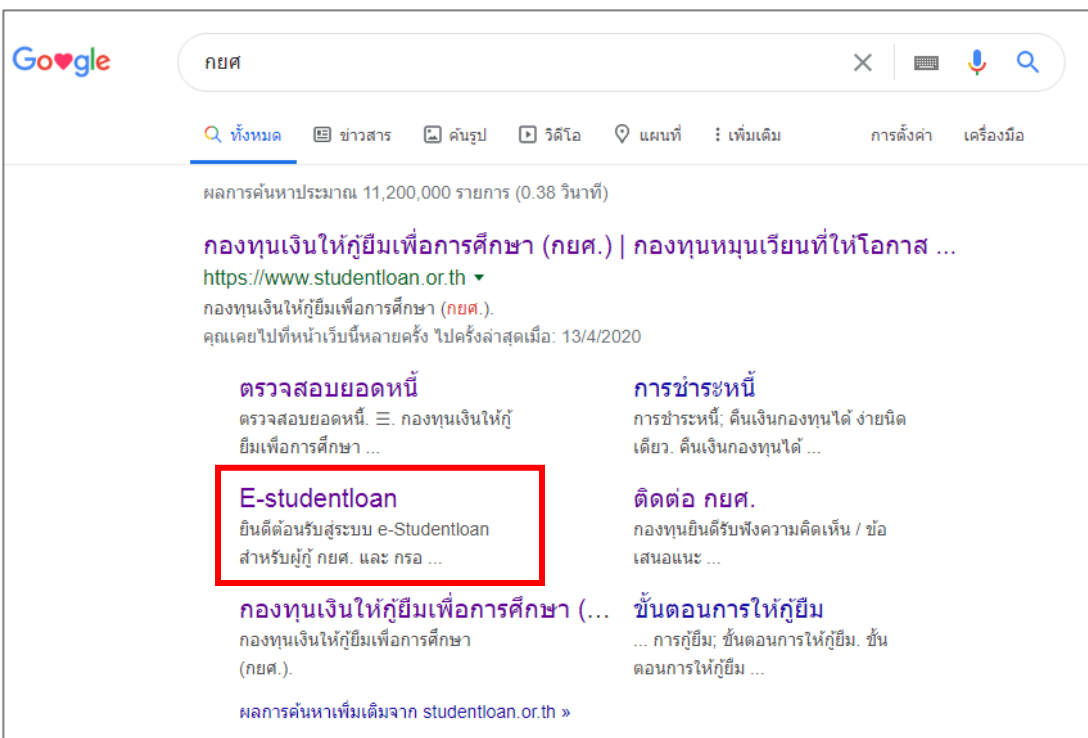 Go♥gle
กยศ
ทั้งหมด ข่าวสาร ค้นรูป วิดีโอ แผนที่ เพิ่มเติม การตั้งค่า เครื่องมือ
ผลการค้นหาประมาณ 11,200,000 รายการ (0.38 วินาที)
กองทุนเงินให้กู้ยืมเพื่อการศึกษา (กยศ.) | กองทุนหมุนเวียนที่ให้โอกาส ...
https://www.studentloan.or.th
กองทุนเงินให้กู้ยืมเพื่อการศึกษา (กยศ.).
คุณเคยไปที่หน้าเว็บนี้หลายครั้ง ไปครั้งล่าสุดเมื่อ: 13/4/2020
ตรวจสอบยอดหนี้
ตรวจสอบยอดหนี้. ☰. กองทุนเงินให้กู้
ยืมเพื่อการศึกษา ...
การชำระหนี้
การชำระหนี้; คืนเงินกองทุนได้ ง่ายนิด
เดียว. คืนเงินกองทุนได้ ...
E-studentloan
ยินดีต้อนรับสู่ระบบ e-Studentloan
สำหรับผู้กู้ กยศ. และ กรอ ...
ติดต่อ กยศ.
กองทุนยินดีรับฟังความคิดเห็น / ข้อ
เสนอแนะ ...
กองทุนเงินให้กู้ยืมเพื่อการศึกษา (...
กองทุนเงินให้กู้ยืมเพื่อการศึกษา
(กยศ.).
ขั้นตอนการให้กู้ยืม
... การกู้ยืม; ขั้นตอนการให้กู้ยืม. ขั้น
ตอนการให้กู้ยืม ...
ผลการค้นหาเพิ่มเติมจาก studentloan.or.th »